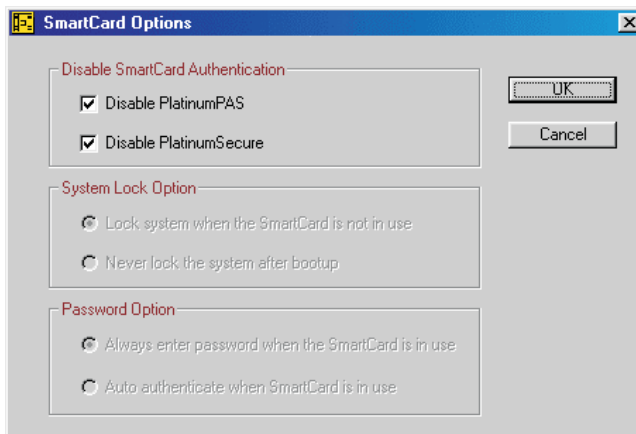 SmartCard Options
Disable SmartCard Authentication
Disable PlatinumPAS
Disable PlatinumSecure
OK
Cancel
System Lock Option
Lock system when the SmartCard is not in use
Never lock the system after bootup
Password Option
Always enter password when the SmartCard is in use
Auto authenticate when SmartCard is in use